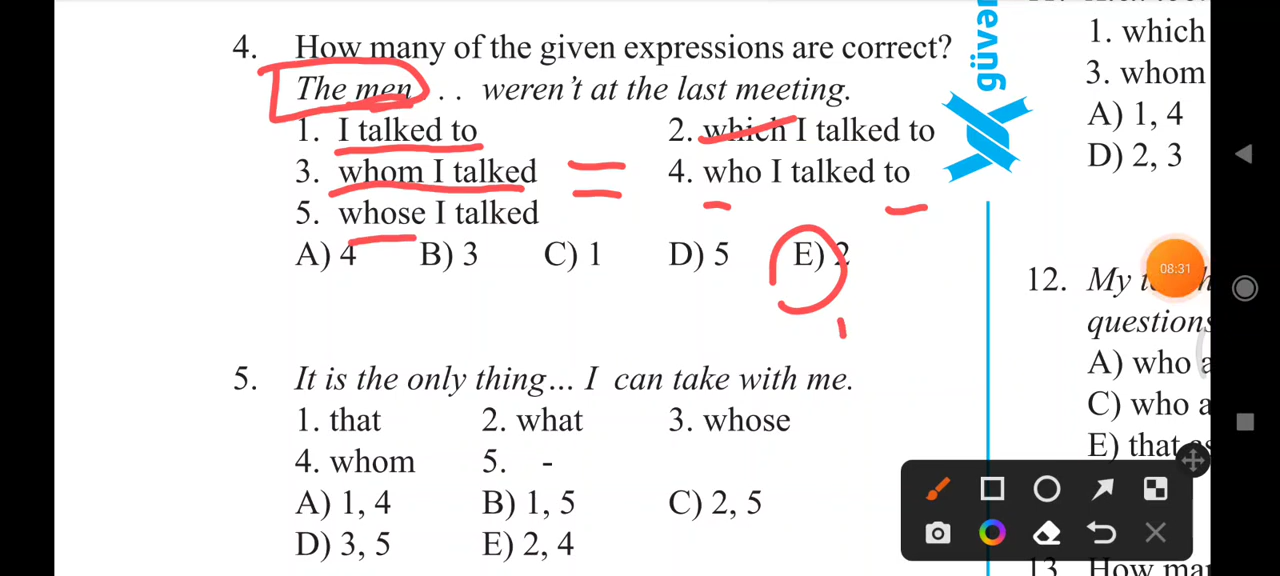 4. How many of the given expressions are correct?
The men . . . weren't at the last meeting.
1. I talked to 2. which I talked to
3. whom I talked 4. who I talked to
5. whose I talked
A) 4 B) 3 C) 1 D) 5 E) 2
5. It is the only thing... I can take with me.
1. that 2. what 3. whose
4. whom 5. -
A) 1, 4 B) 1, 5 C) 2, 5
D) 3, 5 E) 2, 4
güven
1. which
3. whom
A) 1, 4
D) 2, 3
12. My
questions
A) who
C) who
E) that
13. How
08:31